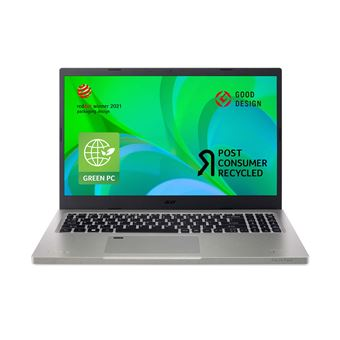 reddot winner 2021
packaging design
GOOD
DESIGN
GREEN PC
POST
CONSUMER
RECYCLED
acer